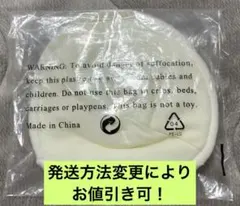 WARNING: To avoid danger of suffocation,
keep this plastic bag away from babies and
children. Do not use this bag in cribs, beds,
carriages or playpens. This bag is not a toy.
Made in China
04
発送方法変更により
お値引き可！